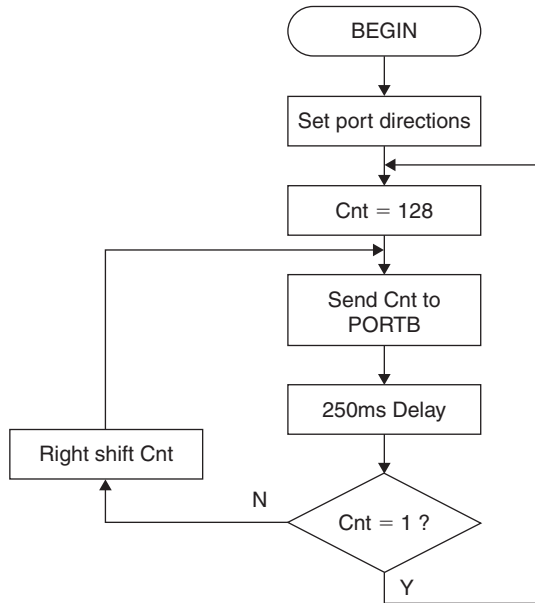 BEGIN
Set port directions
Cnt = 128
Send Cnt to
PORTB
250ms Delay
Right shift Cnt
N
Cnt = 1 ?
Y